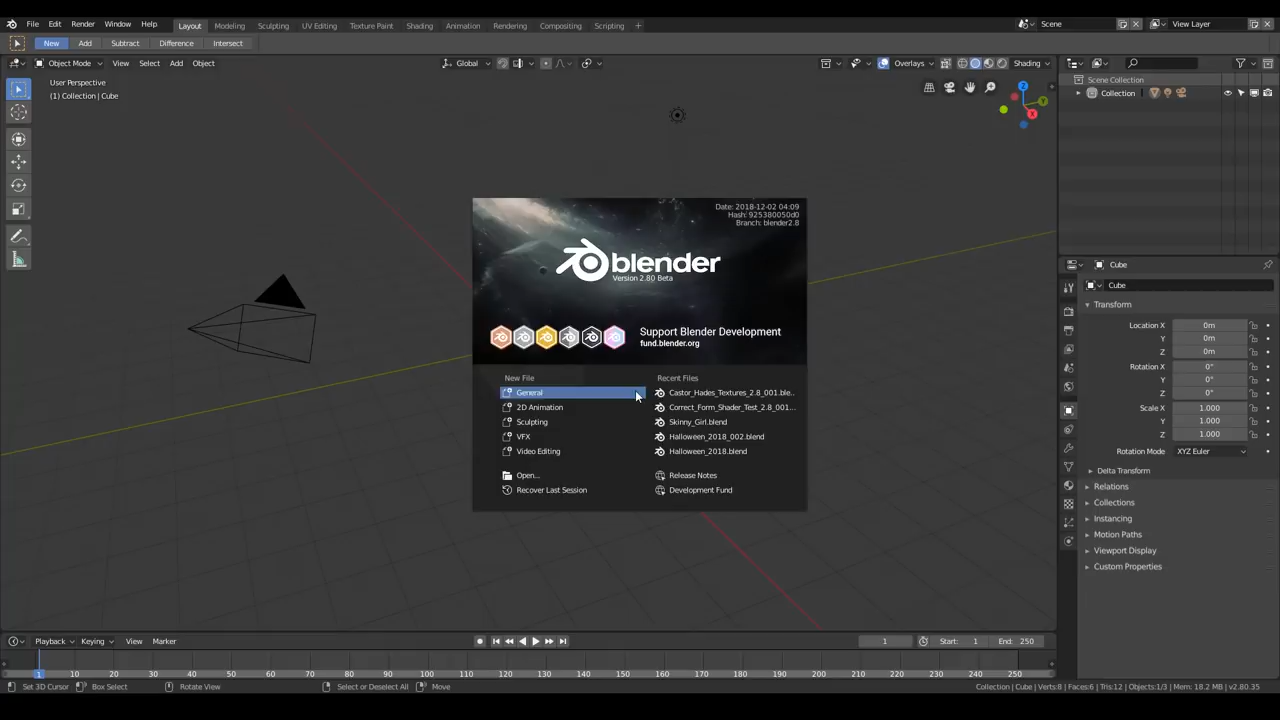 File Edit Render Window Help Layout Modeling Sculpting UV Editing Texture Paint Shading Animation Rendering Compositing Scripting + Scene View Layer
New Add Subtract Difference Intersect
Object Mode View Select Add Object Global Overlays Shading
User Perspective
(1) Collection | Cube
Scene Collection
Collection
Z
Y
X
Date: 2018-12-02 04:09
Hash: 925380050d0
Branch: blender2.8
blender
Version 2.80 Beta
Support Blender Development
fund.blender.org
New File
General
2D Animation
Sculpting
VFX
Video Editing
Open...
Recover Last Session
Recent Files
Castor_Hades_Textures_2.8_001.ble..
Correct_Form_Shader_Test_2.8_001...
Skinny_Girl.blend
Halloween_2018_002.blend
Halloween_2018.blend
Release Notes
Development Fund
Cube
Cube
Transform
Location X 0m
Y 0m
Z 0m
Rotation X 0°
Y 0°
Z 0°
Scale X 1.000
Y 1.000
Z 1.000
Rotation Mode XYZ Euler
Delta Transform
Relations
Collections
Instancing
Motion Paths
Viewport Display
Custom Properties
Playback Keying View Marker 1 Start: 1 End: 250
1 10 20 30 40 50 60 70 80 90 100 110 120 130 140 150 160 170 180 190 200 210 220 230 240 250
Set 3D Cursor Box Select Rotate View Select or Deselect All Move Collection | Cube | Verts:8 | Faces:6 | Tris:12 | Objects:1/3 | Mem: 18.2 MB | v2.80.35